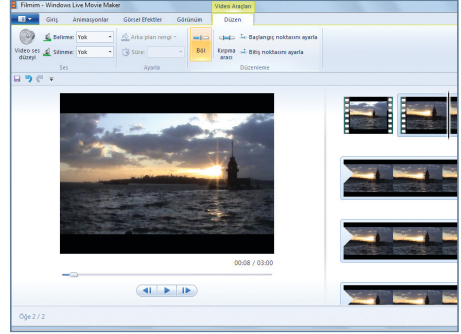 Filmim - Windows Live Movie Maker
Video Araçları
Giriş Animasyonlar Görsel Efektler Görünüm Düzen
Video ses düzeyi
Belirme: Yok
Silinme: Yok
Ses
Arka plan rengi
Süre:
Ayarla
Böl
Kırpma aracı
Başlangıç noktasını ayarla
Bitiş noktasını ayarla
Düzenleme
00:08 / 03:00
Öğe 2 / 2